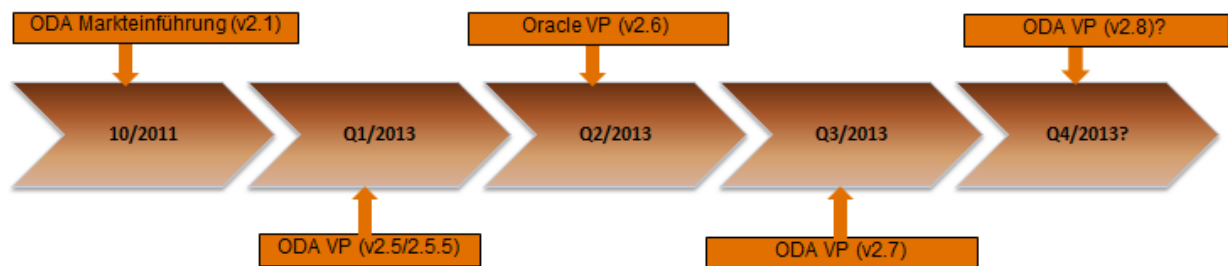 ODA Markteinführung (v2.1)
Oracle VP (v2.6)
ODA VP (v2.8)?
10/2011
Q1/2013
Q2/2013
Q3/2013
Q4/2013?
ODA VP (v2.5/2.5.5)
ODA VP (v2.7)